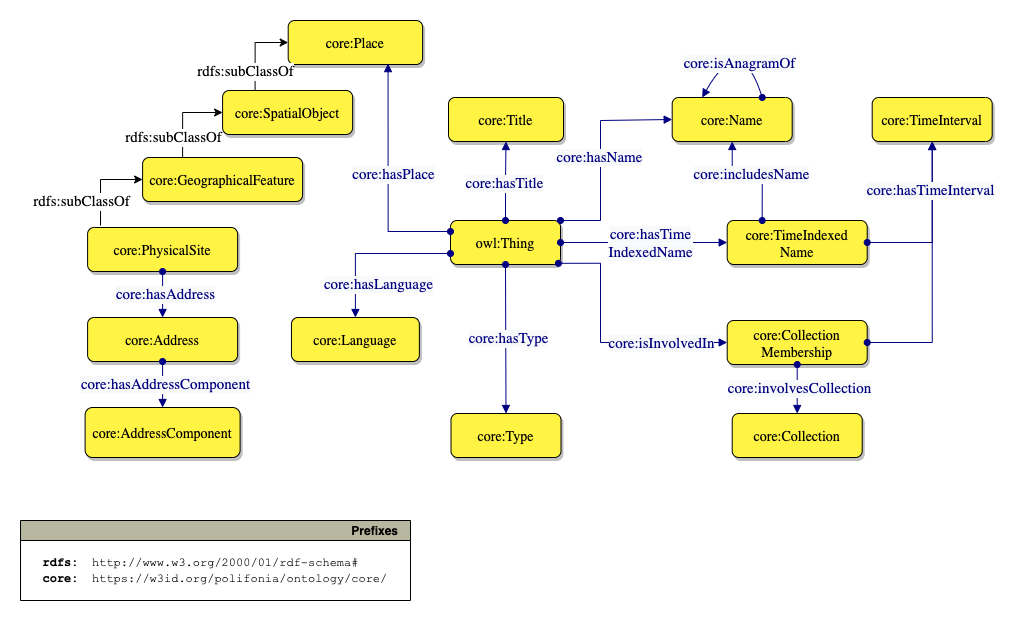 core:Place
rdfs:subClassOf
core:SpatialObject
rdfs:subClassOf
core:GeographicalFeature
rdfs:subClassOf
core:PhysicalSite
core:hasAddress
core:Address
core:hasAddressComponent
core:AddressComponent
core:hasPlace
core:Title
core:hasTitle
core:hasName
owl:Thing
core:hasLanguage
core:Language
core:hasType
core:Type
core:isAnagramOf
core:Name
core:includesName
core:hasTime
IndexedName
core:TimeIndexed
Name
core:TimeInterval
core:hasTimeInterval
core:isInvolvedIn
core:Collection
Membership
core:involvesCollection
core:Collection
Prefixes
rdfs: http://www.w3.org/2000/01/rdf-schema#
core: https://w3id.org/polifonia/ontology/core/